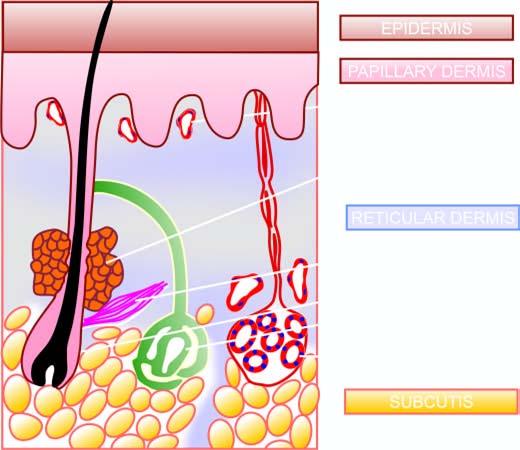 EPIDERMIS
PAPILLARY DERMIS
RETICULAR DERMIS
SUBCUTIS